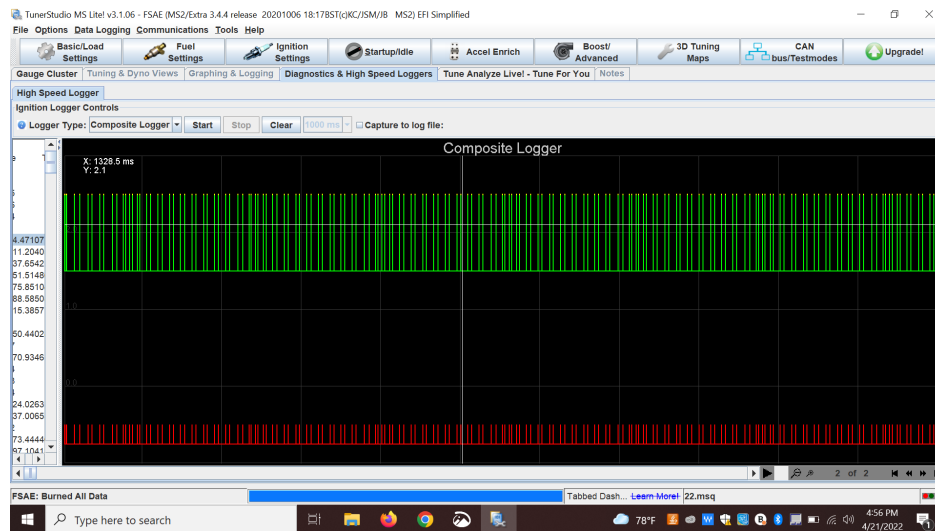 TunerStudio MS Lite! v3.1.06 - FSAE (MS2/Extra 3.4.4 release 20201006 18:17BST(c)KC/JSM/JB MS2) EFI Simplified
File Options Data Logging Communications Tools Help
Basic/Load Settings Fuel Settings Ignition Settings Startup/Idle Accel Enrich Boost/ Advanced 3D Tuning Maps CAN bus/Testmodes Upgrade!
Gauge Cluster Tuning & Dyno Views Graphing & Logging Diagnostics & High Speed Loggers Tune Analyze Live! - Tune For You Notes
High Speed Logger
Ignition Logger Controls
Logger Type: Composite Logger Start Stop Clear 1000 ms Capture to log file:
Composite Logger
X: 1328.5 ms
Y: 2.1
4.47107
11.2040
37.6542
51.5148
75.8510
88.5850
15.3857
50.4402
70.9346
24.0263
37.0065
73.4444
97.1041
1.0
0.0
2 of 2
FSAE: Burned All Data Tabbed Dash... Learn More! 22.msq
Type here to search 78°F 4:56 PM
4/21/2022